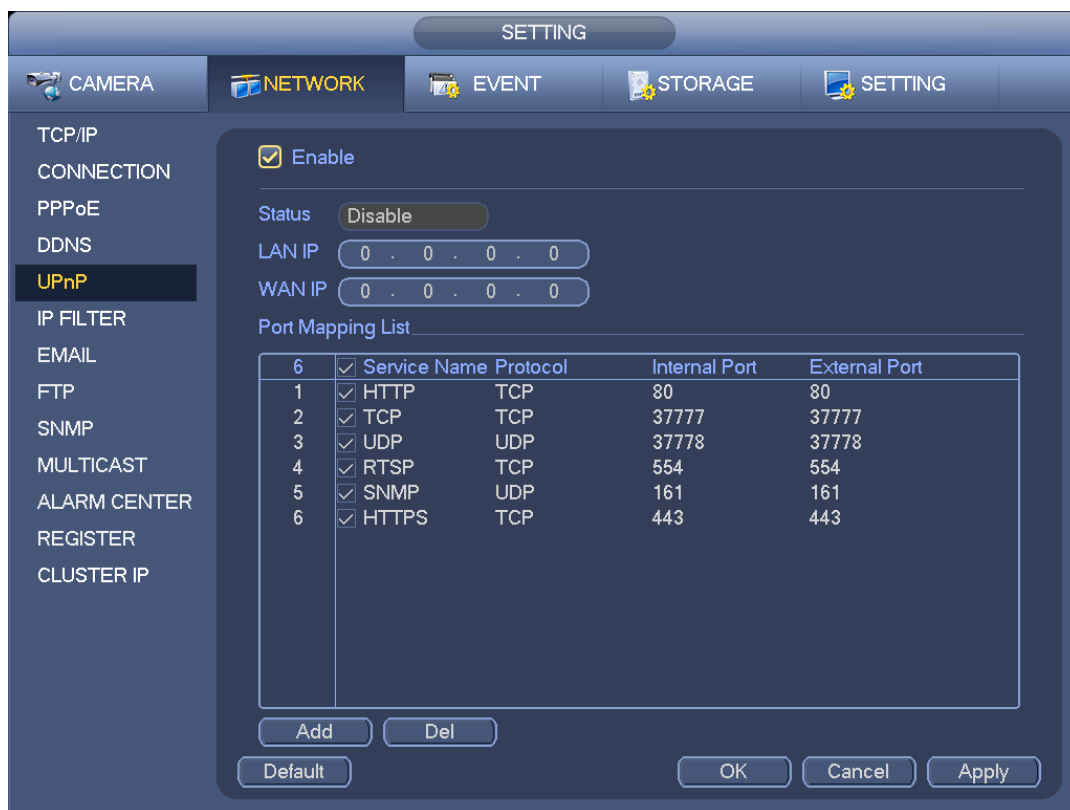 SETTING
CAMERA NETWORK EVENT STORAGE SETTING
TCP/IP
CONNECTION
PPPoE
DDNS
UPnP
IP FILTER
EMAIL
FTP
SNMP
MULTICAST
ALARM CENTER
REGISTER
CLUSTER IP
Enable
Status Disable
LAN IP 0 . 0 . 0 . 0
WAN IP 0 . 0 . 0 . 0
Port Mapping List
6 Service Name Protocol Internal Port External Port
1 HTTP TCP 80 80
2 TCP TCP 37777 37777
3 UDP UDP 37778 37778
4 RTSP TCP 554 554
5 SNMP UDP 161 161
6 HTTPS TCP 443 443
Add Del
Default OK Cancel Apply